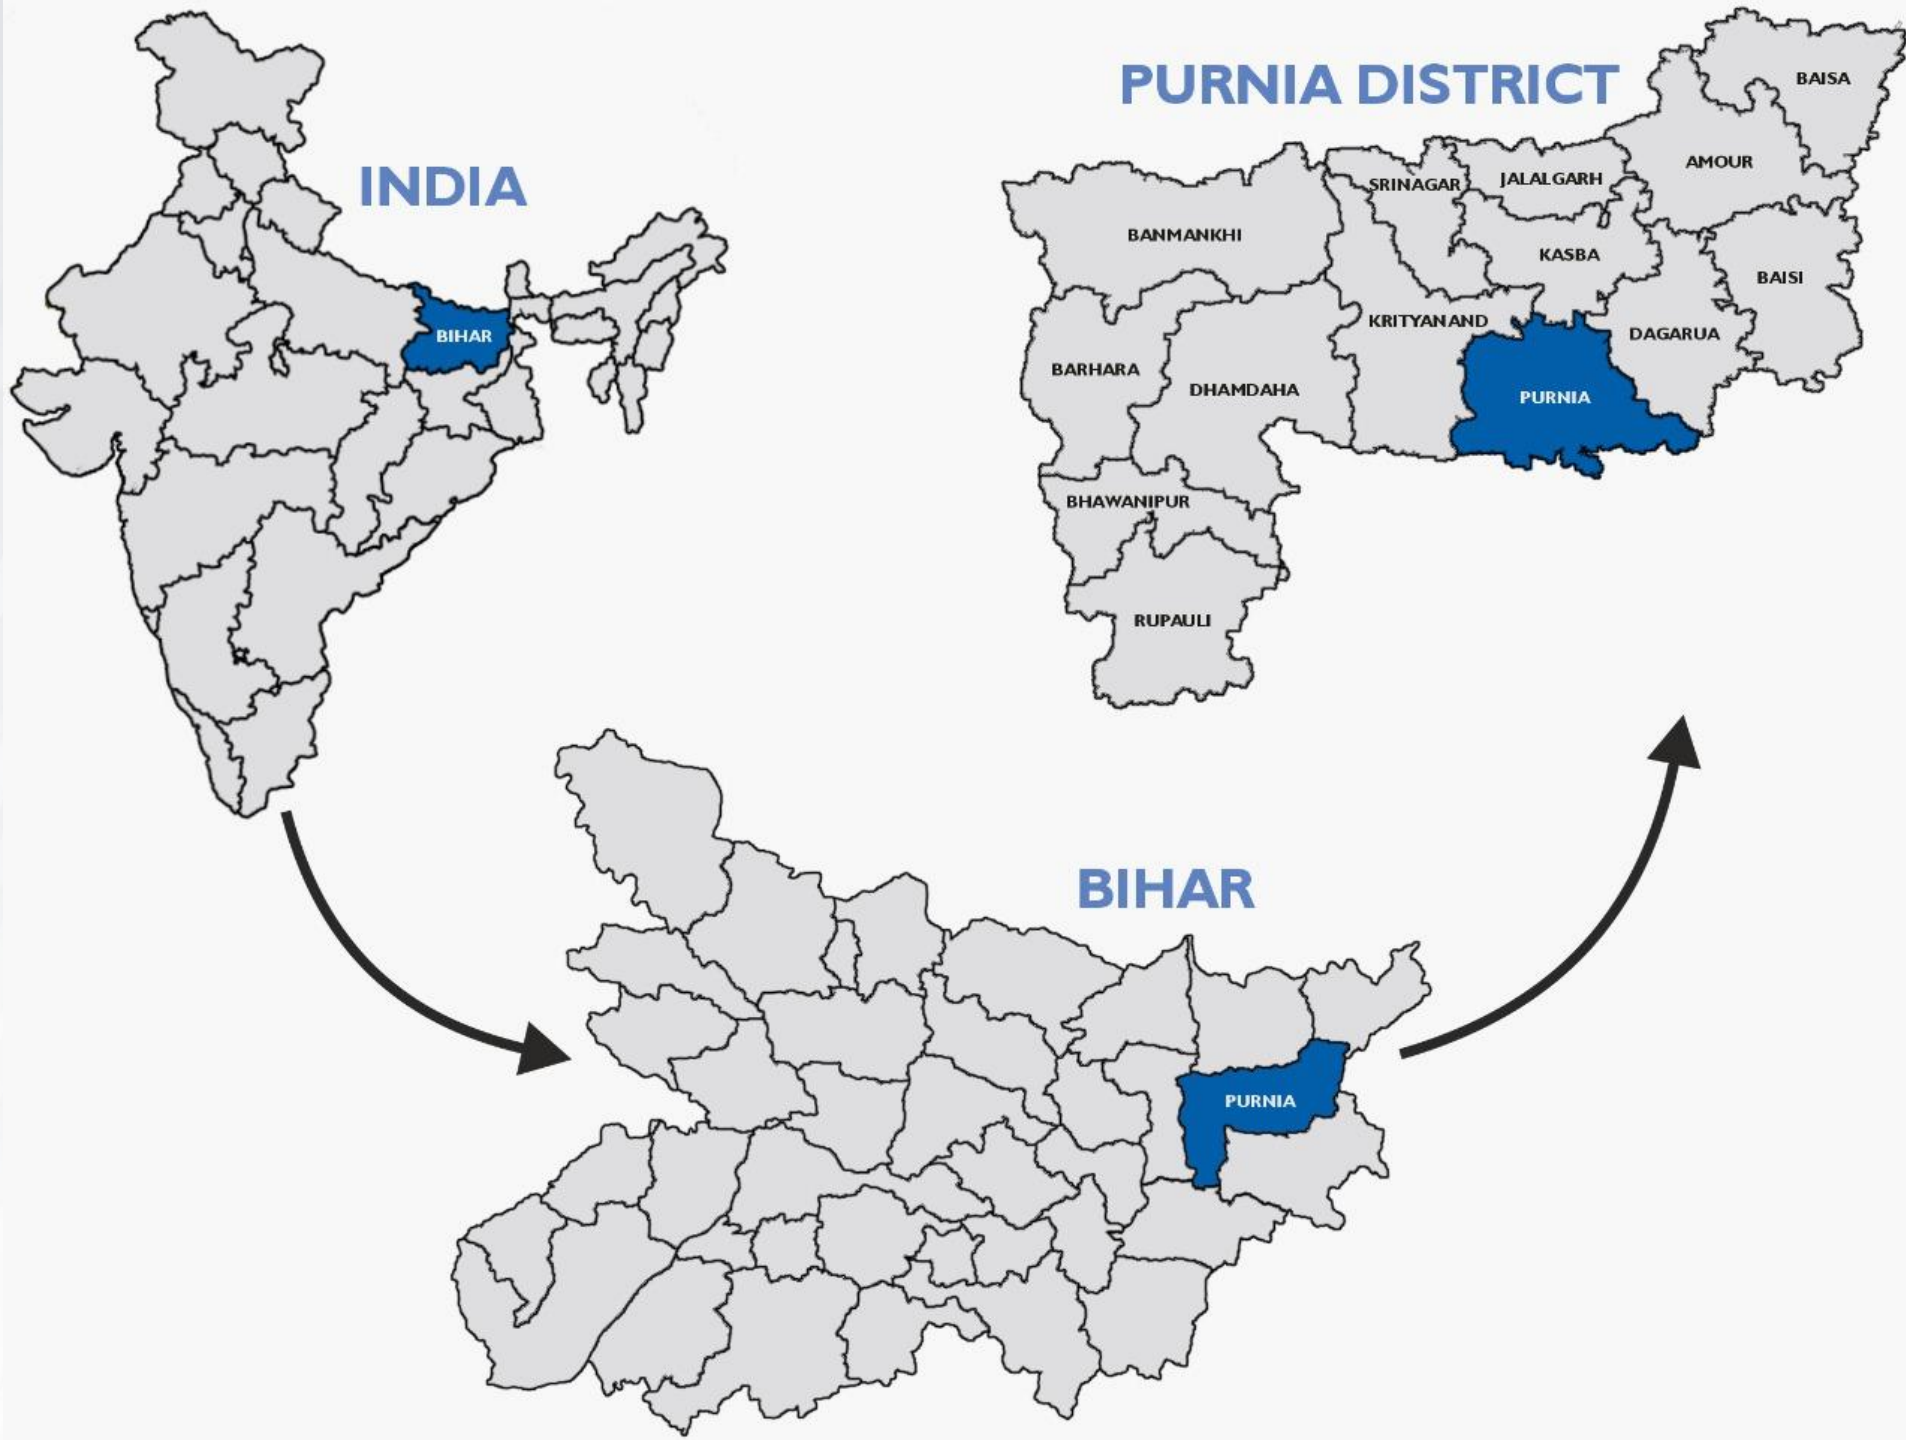 INDIA
BIHAR
PURNIA DISTRICT
BAISA
AMOUR
SRINAGAR
JALALGARH
BANMANKHI
KASBA
BAISI
KRITYANAND
DAGARUA
BARHARA
DHAMDAHA
PURNIA
BHAWANIPUR
RUPAULI
BIHAR
PURNIA